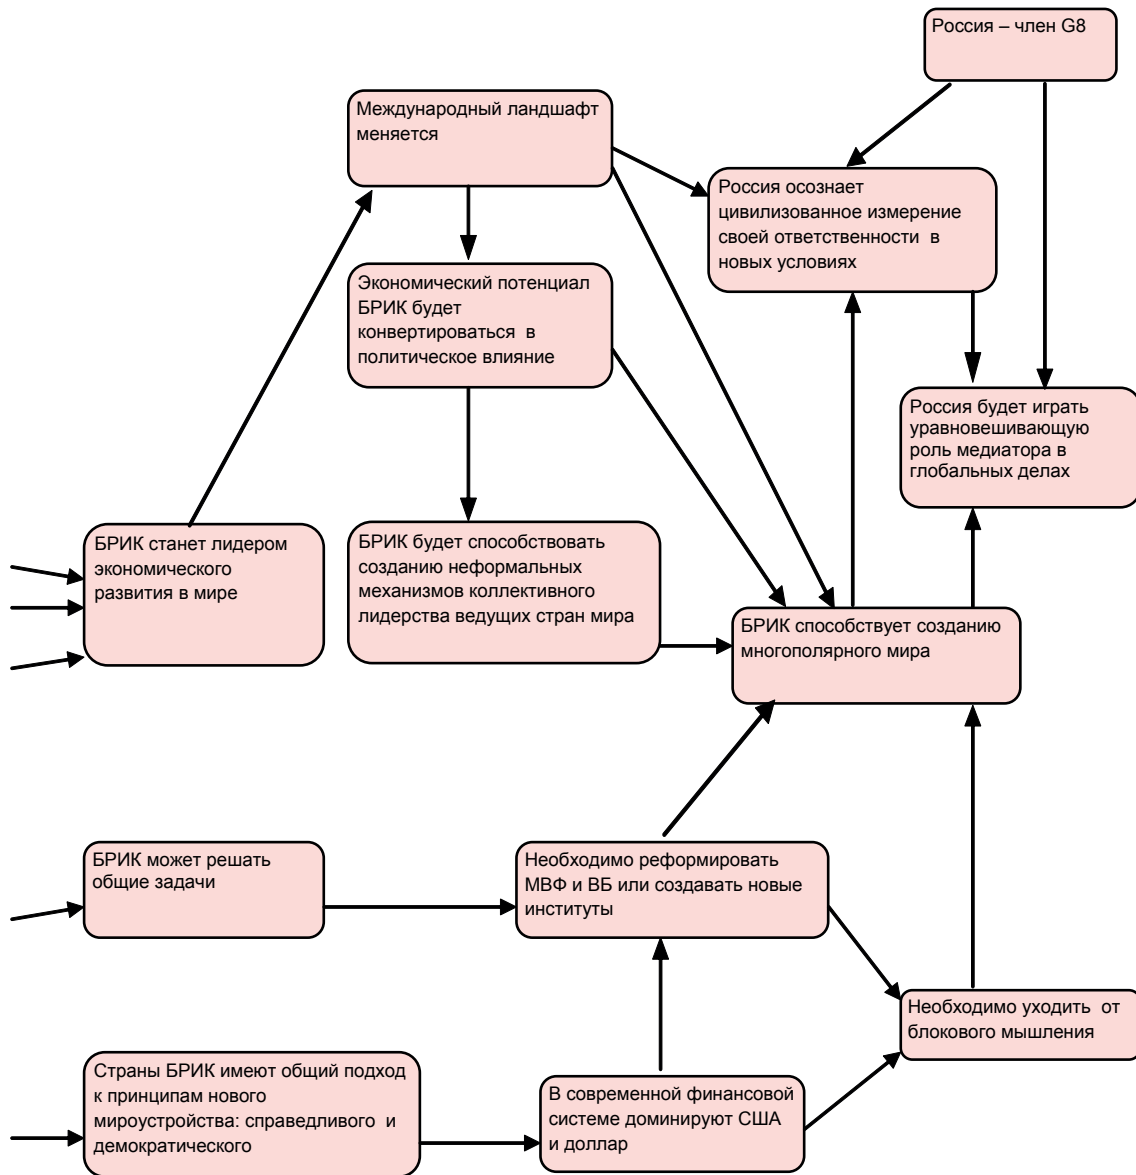 Россия – член G8
Международный ландшафт
меняется
Россия осознает
цивилизованное измерение
своей ответственности в
новых условиях
Экономический потенциал
БРИК будет
конвертироваться в
политическое влияние
Россия будет играть
уравновешивающую
роль медиатора в
глобальных делах
БРИК станет лидером
экономического
развития в мире
БРИК будет способствовать
созданию неформальных
механизмов коллективного
лидерства ведущих стран мира
БРИК способствует созданию
многополярного мира
БРИК может решать
общие задачи
Необходимо реформировать
МВФ и ВБ или создавать новые
институты
Необходимо уходить от
блокового мышления
Страны БРИК имеют общий подход
к принципам нового
мироустройства: справедливого и
демократического
В современной финансовой
системе доминируют США
и доллар